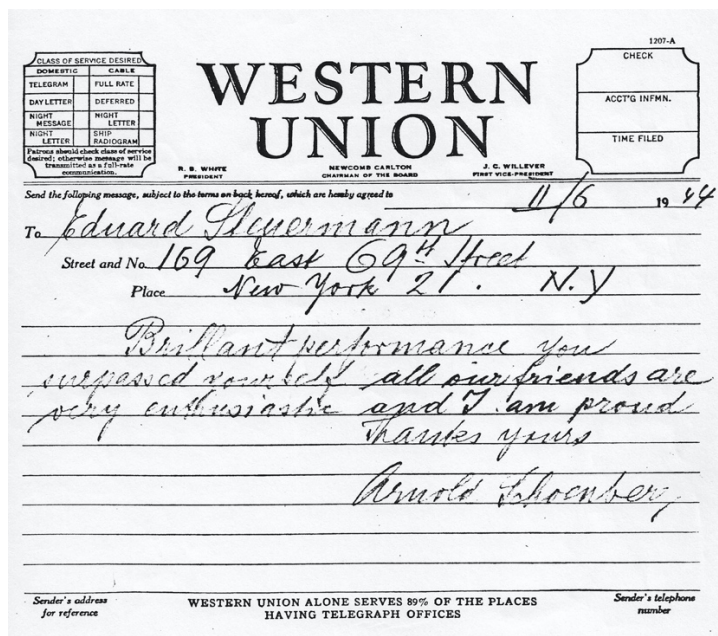 1207-A
CLASS OF SERVICE DESIRED
DOMESTIC CABLE
TELEGRAM FULL RATE
DAY LETTER DEFERRED
NIGHT MESSAGE NIGHT LETTER
NIGHT LETTER SHIP RADIOGRAM
Patrons should check class of service
desired; otherwise message will be
transmitted as a full-rate
communication.
WESTERN
UNION
R. B. WHITE
PRESIDENT
NEWCOMB CARLTON
CHAIRMAN OF THE BOARD
J. C. WILLEVER
FIRST VICE-PRESIDENT
CHECK
ACCT'G INFMN.
TIME FILED
Send the following message, subject to the terms on back hereof, which are hereby agreed to
11/6 1944
To Eduard Steuermann
Street and No. 169 East 69th Street
Place New York 21. N.Y
Brillant performance you
surpassed yourself all our friends are
very enthusiastic and I am proud
Thanks yours
Arnold Schoenberg
Sender's address
for reference
WESTERN UNION ALONE SERVES 89% OF THE PLACES
HAVING TELEGRAPH OFFICES
Sender's telephone
number